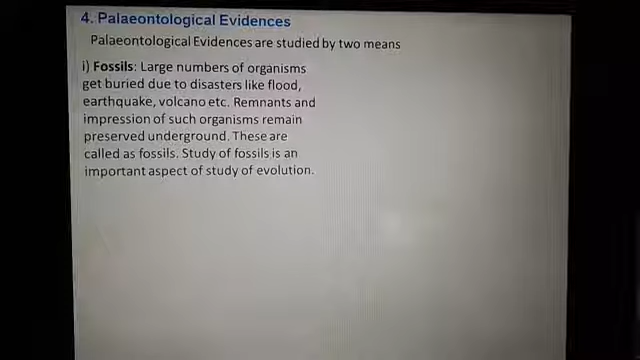 4. Palaeontological Evidences
Palaeontological Evidences are studied by two means
i) Fossils: Large numbers of organisms
get buried due to disasters like flood,
earthquake, volcano etc. Remnants and
impression of such organisms remain
preserved underground. These are
called as fossils. Study of fossils is an
important aspect of study of evolution.